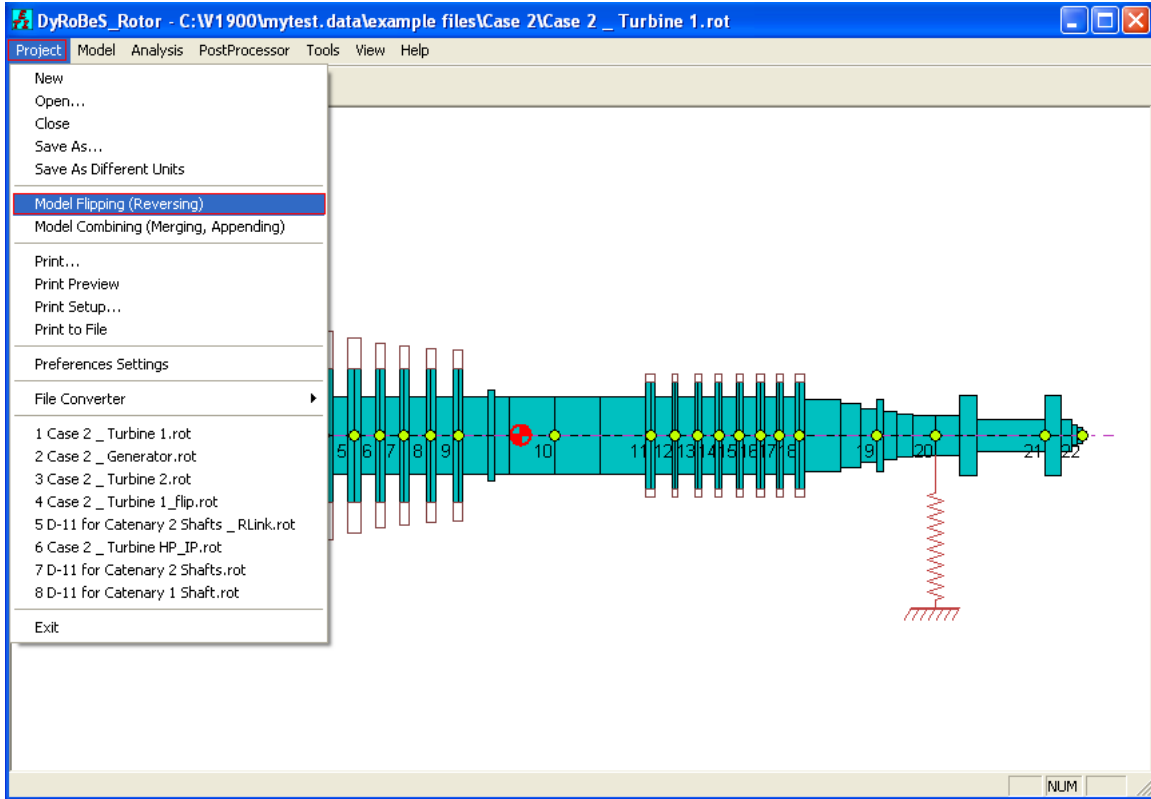 DyRoBeS_Rotor - C:\V1900\mytest.data\example files\Case 2\Case 2 _ Turbine 1.rot
Project Model Analysis PostProcessor Tools View Help
New
Open...
Close
Save As...
Save As Different Units
Model Flipping (Reversing)
Model Combining (Merging, Appending)
Print...
Print Preview
Print Setup...
Print to File
Preferences Settings
File Converter
1 Case 2 _ Turbine 1.rot
2 Case 2 _ Generator.rot
3 Case 2 _ Turbine 2.rot
4 Case 2 _ Turbine 1_flip.rot
5 D-11 for Catenary 2 Shafts _ RLink.rot
6 Case 2 _ Turbine HP_IP.rot
7 D-11 for Catenary 2 Shafts.rot
8 D-11 for Catenary 1 Shaft.rot
Exit
5 6 7 8 9 10 11 12 13 14 15 16 17 18 19 20 21 22
NUM